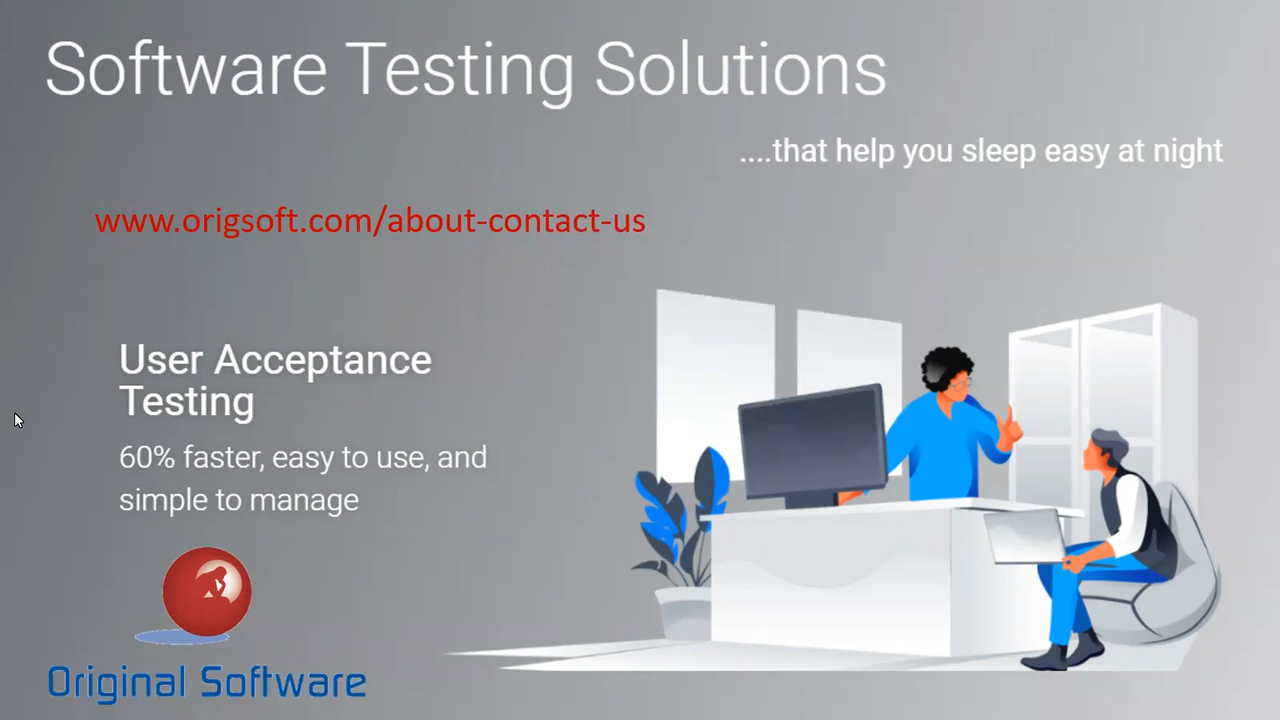 Software Testing Solutions
....that help you sleep easy at night
www.origsoft.com/about-contact-us
User Acceptance
Testing
60% faster, easy to use, and
simple to manage
Original Software